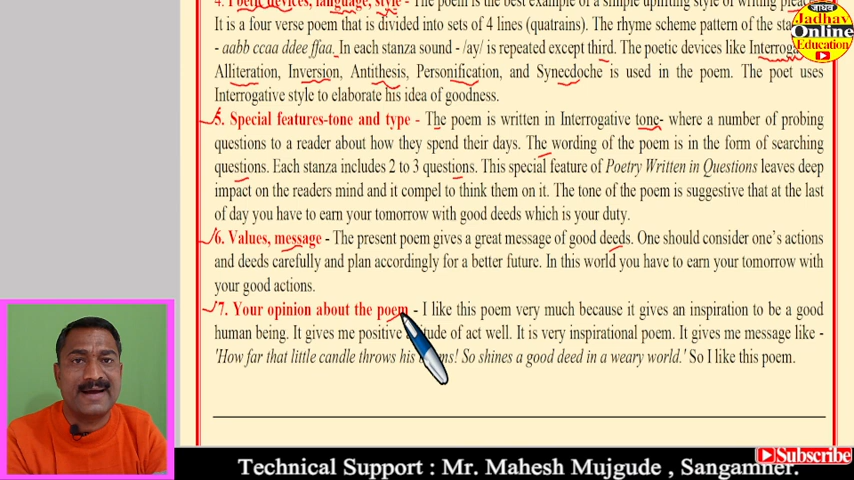 4. Poetic devices, language, style - The poem is the best example of a simple uplifting style of writing
It is a four verse poem that is divided into sets of 4 lines (quatrains). The rhyme scheme pattern of the
- aabb ccaa ddee ffaa. In each stanza sound - /ay/ is repeated except third. The poetic devices like
Alliteration, Inversion, Antithesis, Personification, and Synecdoche is used in the poem. The poet uses
Interrogative style to elaborate his idea of goodness.
5. Special features-tone and type - The poem is written in Interrogative tone- where a number of probing
questions to a reader about how they spend their days. The wording of the poem is in the form of searching
questions. Each stanza includes 2 to 3 questions. This special feature of Poetry Written in Questions leaves deep
impact on the readers mind and it compel to think them on it. The tone of the poem is suggestive that at the last
of day you have to earn your tomorrow with good deeds which is your duty.
6. Values, message - The present poem gives a great message of good deeds. One should consider one's actions
and deeds carefully and plan accordingly for a better future. In this world you have to earn your tomorrow with
your good actions.
7. Your opinion about the poem - I like this poem very much because it gives an inspiration to be a good
human being. It gives me positive of act well. It is very inspirational poem. It gives me message like -
'How far that little candle throws his ! So shines a good deed in a weary world.' So I like this poem.
जाधव
Jadhav
Online
Education
Subscribe
Technical Support : Mr. Mahesh Mujgude , Sangamner.